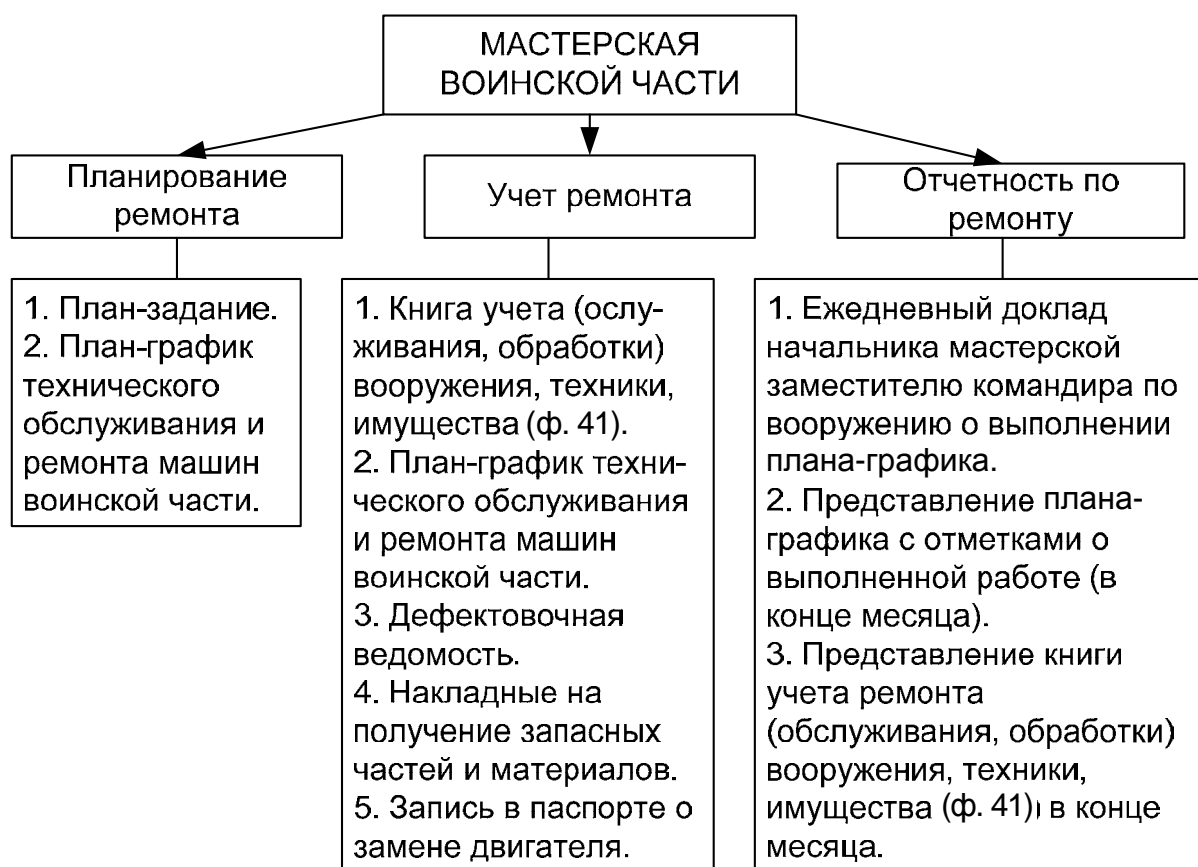 МАСТЕРСКАЯ
ВОИНСКОЙ ЧАСТИ
Планирование
ремонта
Учет ремонта
Отчетность по
ремонту
1. План-задание.
2. План-график
технического
обслуживания и
ремонта машин
воинской части.
1. Книга учета (ослу-
живания, обработки)
вооружения, техники,
имущества (ф. 41).
2. План-график техни-
ческого обслуживания
и ремонта машин
воинской части.
3. Дефектовочная
ведомость.
4. Накладные на
получение запасных
частей и материалов.
5. Запись в паспорте о
замене двигателя.
1. Ежедневный доклад
начальника мастерской
заместителю командира по
вооружению о выполнении
плана-графика.
2. Представление плана-
графика с отметками о
выполненной работе (в
конце месяца).
3. Представление книги
учета ремонта
(обслуживания, обработки)
вооружения, техники,
имущества (ф. 41) в конце
месяца.